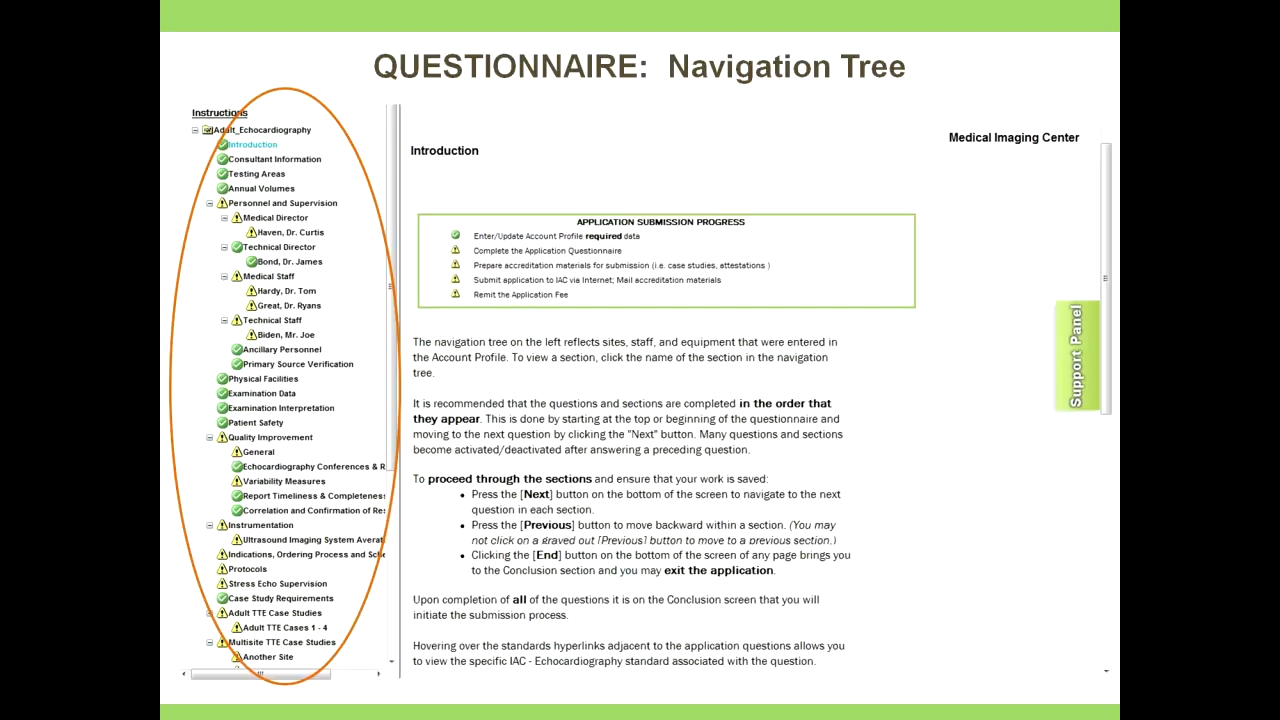 QUESTIONNAIRE: Navigation Tree
Instructions
Adult_Echocardiography
Introduction
Consultant Information
Testing Areas
Annual Volumes
Personnel and Supervision
Medical Director
Haven, Dr. Curtis
Technical Director
Bond, Dr. James
Medical Staff
Hardy, Dr. Tom
Great, Dr. Ryans
Technical Staff
Biden, Mr. Joe
Ancillary Personnel
Primary Source Verification
Physical Facilities
Examination Data
Examination Interpretation
Patient Safety
Quality Improvement
General
Echocardiography Conferences & R
Variability Measures
Report Timeliness & Completeness
Correlation and Confirmation of Res
Instrumentation
Ultrasound Imaging System Averat
Indications, Ordering Process and Sche
Protocols
Stress Echo Supervision
Case Study Requirements
Adult TTE Case Studies
Adult TTE Cases 1 - 4
Multisite TTE Case Studies
Another Site
Medical Imaging Center
Introduction
APPLICATION SUBMISSION PROGRESS
Enter/Update Account Profile required data
Complete the Application Questionnaire
Prepare accreditation materials for submission (i.e. case studies, attestations )
Submit application to IAC via Internet; Mail accreditation materials
Remit the Application Fee
The navigation tree on the left reflects sites, staff, and equipment that were entered in
the Account Profile. To view a section, click the name of the section in the navigation
tree.
It is recommended that the questions and sections are completed in the order that
they appear. This is done by starting at the top or beginning of the questionnaire and
moving to the next question by clicking the "Next" button. Many questions and sections
become activated/deactivated after answering a preceding question.
To proceed through the sections and ensure that your work is saved:
• Press the [Next] button on the bottom of the screen to navigate to the next
question in each section.
• Press the [Previous] button to move backward within a section. (You may
not click on a grayed out [Previous] button to move to a previous section.)
• Clicking the [End] button on the bottom of the screen of any page brings you
to the Conclusion section and you may exit the application.
Upon completion of all of the questions it is on the Conclusion screen that you will
initiate the submission process.
Hovering over the standards hyperlinks adjacent to the application questions allows you
to view the specific IAC - Echocardiography standard associated with the question.
Support Panel